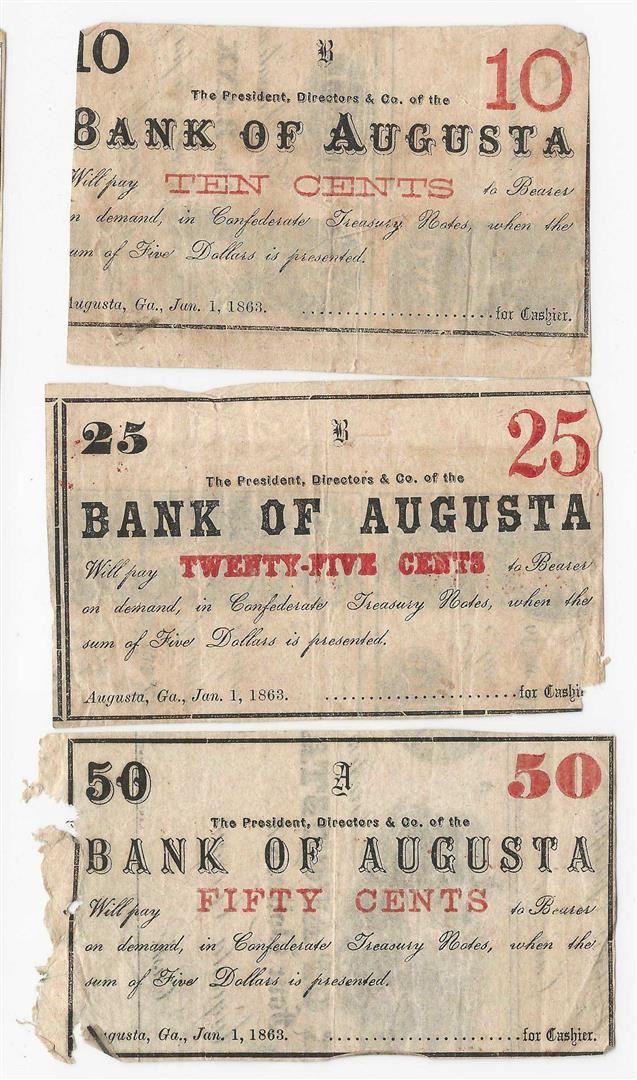 10 B 10
The President, Directors & Co. of the
BANK OF AUGUSTA
Will pay TEN CENTS to Bearer
n demand, in Confederate Treasury Notes, when the
um of Five Dollars is presented.
Augusta, Ga., Jan. 1, 1863. ...................... for Cashier.
25 B 25
The President, Directors & Co. of the
BANK OF AUGUSTA
Will pay TWENTY-FIVE CENTS to Bearer
on demand, in Confederate Treasury Notes, when the
sum of Five Dollars is presented.
Augusta, Ga., Jan. 1, 1863. ...................... for Cashie
50 A 50
The President, Directors & Co. of the
BANK OF AUGUSTA
Will pay FIFTY CENTS to Bearer
on demand, in Confederate Treasury Notes, when the
sum of Five Dollars is presented.
ugusta, Ga., Jan. 1, 1863. ...................... for Cashier.